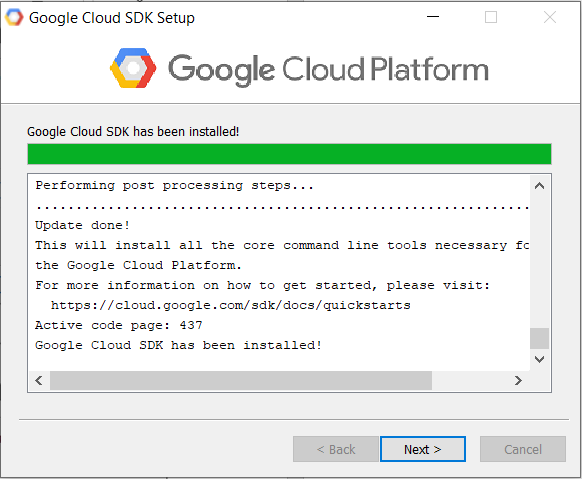 Google Cloud SDK Setup
Google Cloud Platform
Google Cloud SDK has been installed!
Performing post processing steps...
...............................................................
Update done!
This will install all the core command line tools necessary fo
the Google Cloud Platform.
For more information on how to get started, please visit:
https://cloud.google.com/sdk/docs/quickstarts
Active code page: 437
Google Cloud SDK has been installed!
< Back
Next >
Cancel